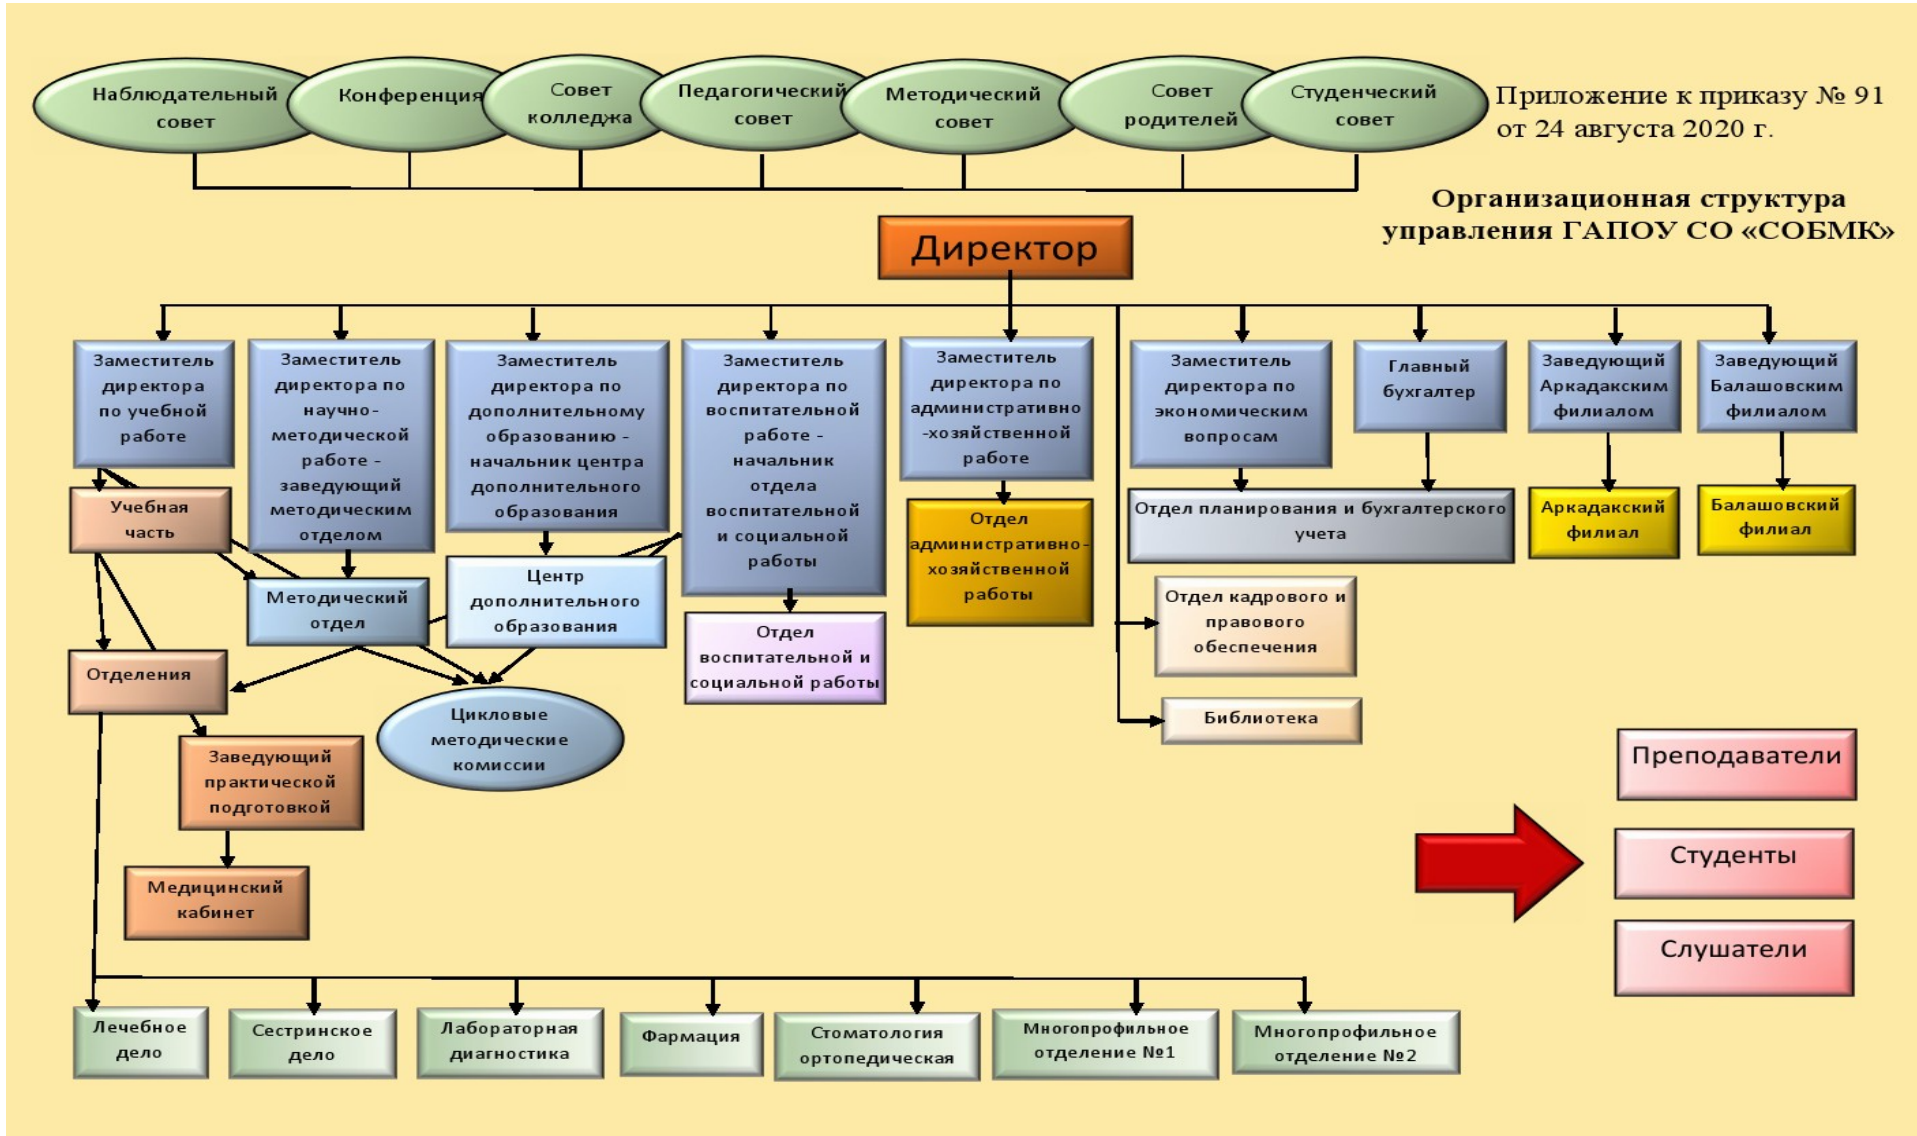 Наблюдательный
совет
Конференция
Совет
колледжа
Педагогический
совет
Методический
совет
Совет
родителей
Студенческий
совет
Приложение к приказу № 91
от 24 августа 2020 г.
Организационная структура
управления ГАПОУ СО «СОБМК»
Директор
Заместитель
директора
по учебной
работе
Заместитель
директора по
научно-
методической
работе -
заведующий
методическим
отделом
Заместитель
директора по
дополнительному
образованию -
начальник центра
дополнительного
образования
Заместитель
директора по
воспитательной
работе -
начальник
отдела
воспитательной
и социальной
работы
Заместитель
директора по
административно
-хозяйственной
работе
Заместитель
директора по
экономическим
вопросам
Главный
бухгалтер
Заведующий
Аркадакским
филиалом
Заведующий
Балашовским
филиалом
Учебная
часть
Методический
отдел
Центр
дополнительного
образования
Отдел
воспитательной и
социальной работы
Отдел
административно-
хозяйственной
работы
Отдел планирования и бухгалтерского
учета
Аркадакский
филиал
Балашовский
филиал
Отдел кадрового и
правового
обеспечения
Библиотека
Отделения
Цикловые
методические
комиссии
Заведующий
практической
подготовкой
Медицинский
кабинет
Преподаватели
Студенты
Слушатели
Лечебное
дело
Сестринское
дело
Лабораторная
диагностика
Фармация
Стоматология
ортопедическая
Многопрофильное
отделение №1
Многопрофильное
отделение №2